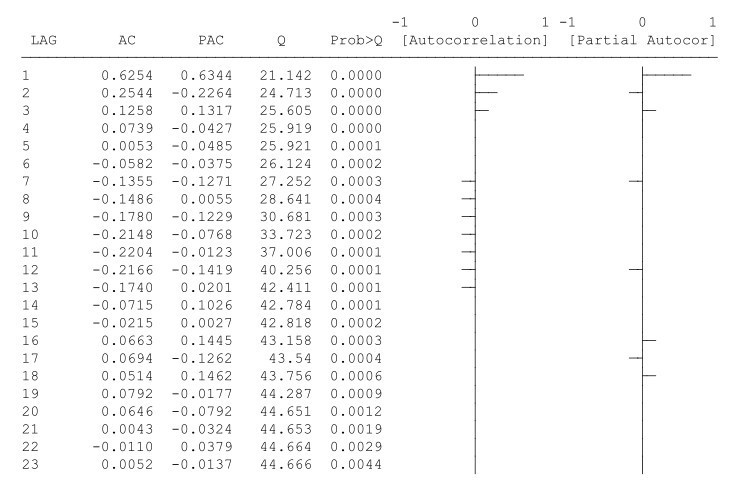 -1 0 1 -1 0 1
LAG AC PAC Q Prob>Q [Autocorrelation] [Partial Autocor]
1 0.6254 0.6344 21.142 0.0000
2 0.2544 -0.2264 24.713 0.0000
3 0.1258 0.1317 25.605 0.0000
4 0.0739 -0.0427 25.919 0.0000
5 0.0053 -0.0485 25.921 0.0001
6 -0.0582 -0.0375 26.124 0.0002
7 -0.1355 -0.1271 27.252 0.0003
8 -0.1486 0.0055 28.641 0.0004
9 -0.1780 -0.1229 30.681 0.0003
10 -0.2148 -0.0768 33.723 0.0002
11 -0.2204 -0.0123 37.006 0.0001
12 -0.2166 -0.1419 40.256 0.0001
13 -0.1740 0.0201 42.411 0.0001
14 -0.0715 0.1026 42.784 0.0001
15 -0.0215 0.0027 42.818 0.0002
16 0.0663 0.1445 43.158 0.0003
17 0.0694 -0.1262 43.54 0.0004
18 0.0514 0.1462 43.756 0.0006
19 0.0792 -0.0177 44.287 0.0009
20 0.0646 -0.0792 44.651 0.0012
21 0.0043 -0.0324 44.653 0.0019
22 -0.0110 0.0379 44.664 0.0029
23 0.0052 -0.0137 44.666 0.0044